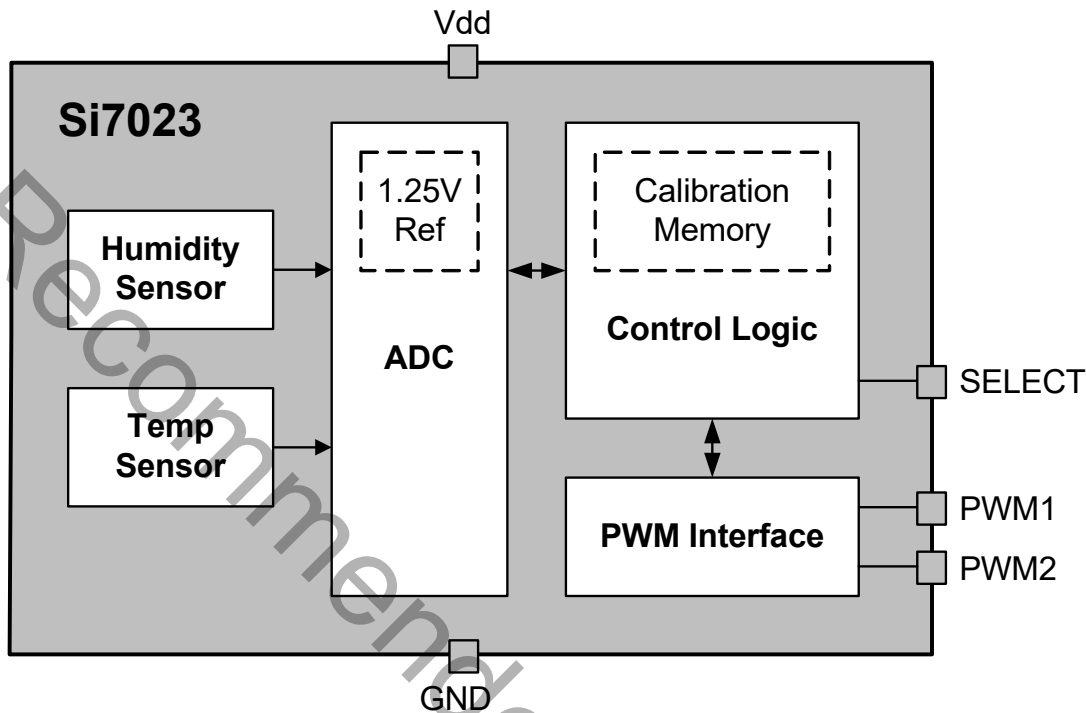 Vdd
Si7023
1.25V
Ref
Calibration
Memory
Humidity
Sensor
ADC
Control Logic
SELECT
Temp
Sensor
PWM Interface
PWM1
PWM2
GND